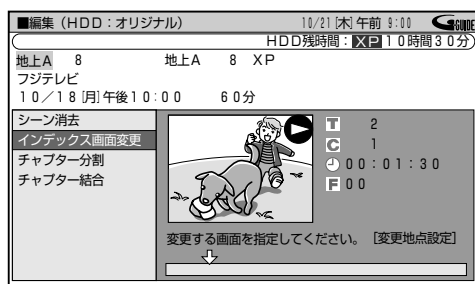 ■編集（HDD：オリジナル） 10/21[木]午前 9:00 GGUIDE
HDD残時間：XP10時間30分
地上A 8 地上A 8 XP
フジテレビ
10／18[月]午後10:00 60分
シーン消去
インデックス画面変更
チャプター分割
チャプター結合
T 2
C 1
00：01：30
F 00
変更する画面を指定してください。［変更地点設定］